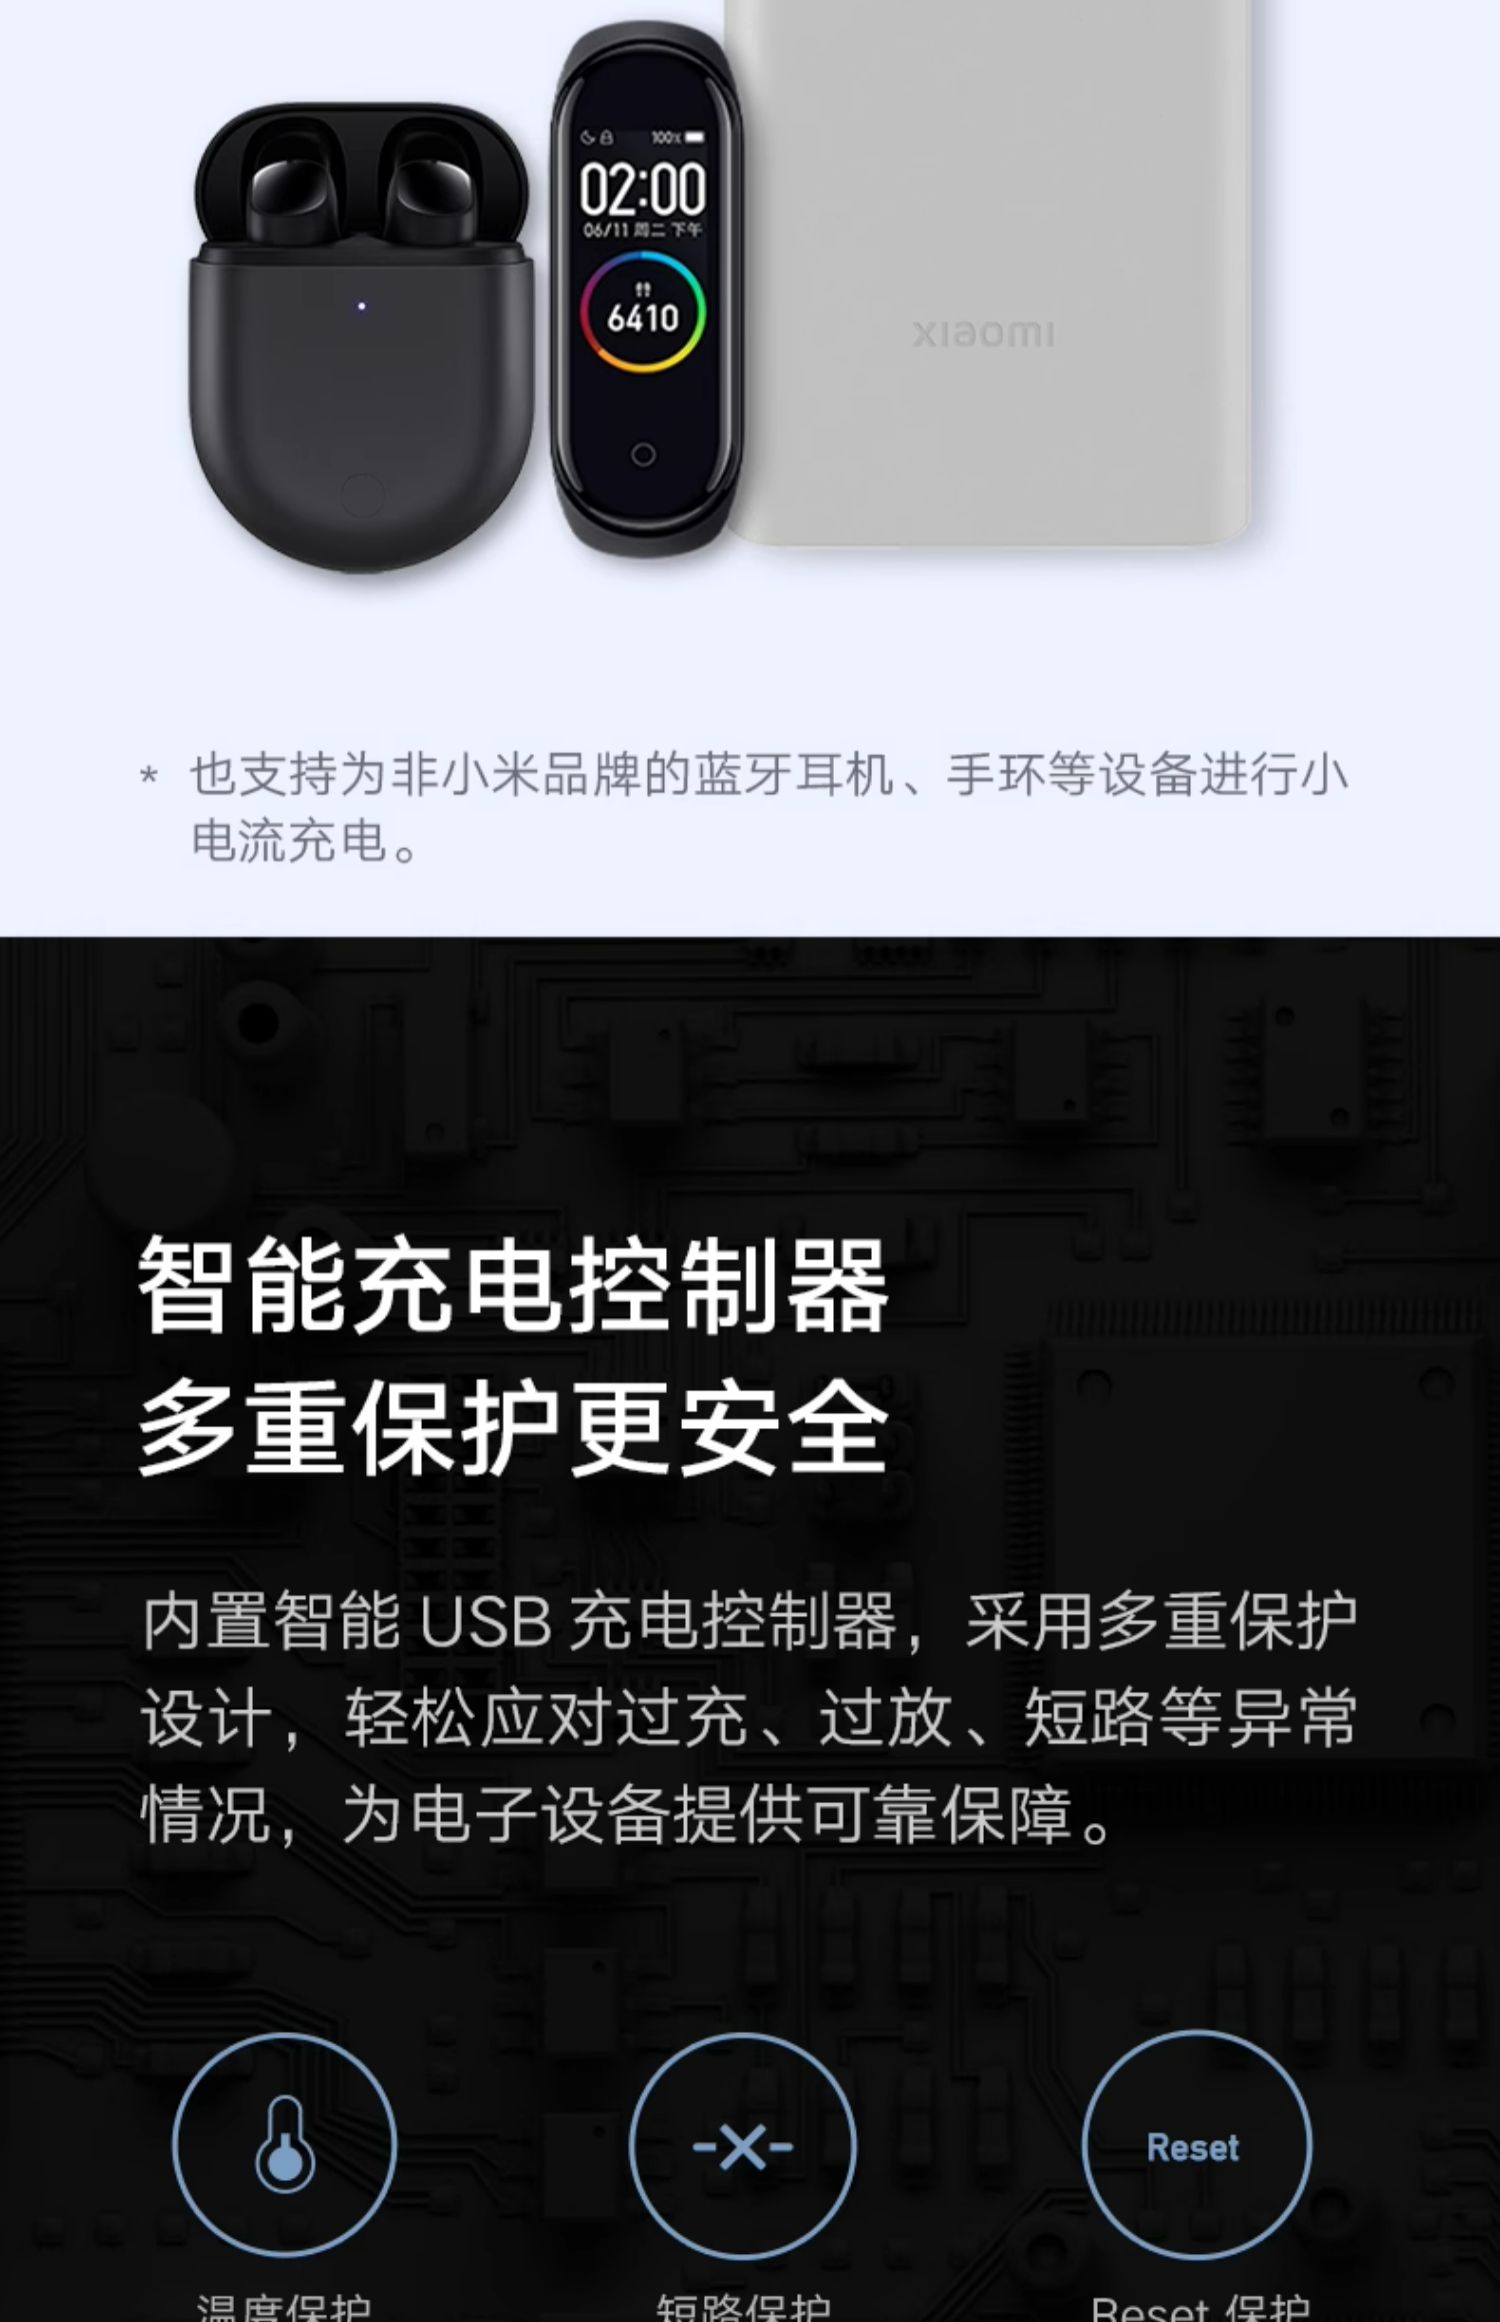 100%
02:00
06/11 周二 下午
6410
xiaomi
* 也支持为非小米品牌的蓝牙耳机、手环等设备进行小
电流充电。
智能充电控制器
多重保护更安全
内置智能 USB 充电控制器，采用多重保护
设计，轻松应对过充、过放、短路等异常
情况，为电子设备提供可靠保障。
Reset
温度保护 短路保护 Reset 保护